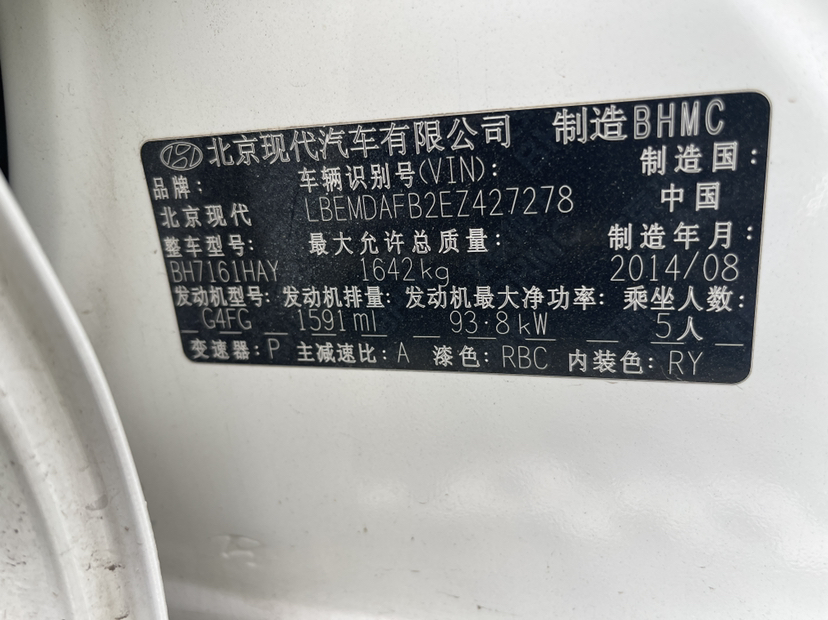 北京现代汽车有限公司 制造BHMC
品牌: 车辆识别号(VIN): 制造国:
北京现代 LBEMDAFB2EZ427278 中国
整车型号: 最大允许总质量: 制造年月:
BH7161HAY 1642kg 2014/08
发动机型号: 发动机排量: 发动机最大净功率: 乘坐人数:
G4FG 1591ml 93.8kW 5人
变速器:P 主减速比:A 漆色:RBC 内装色:RY